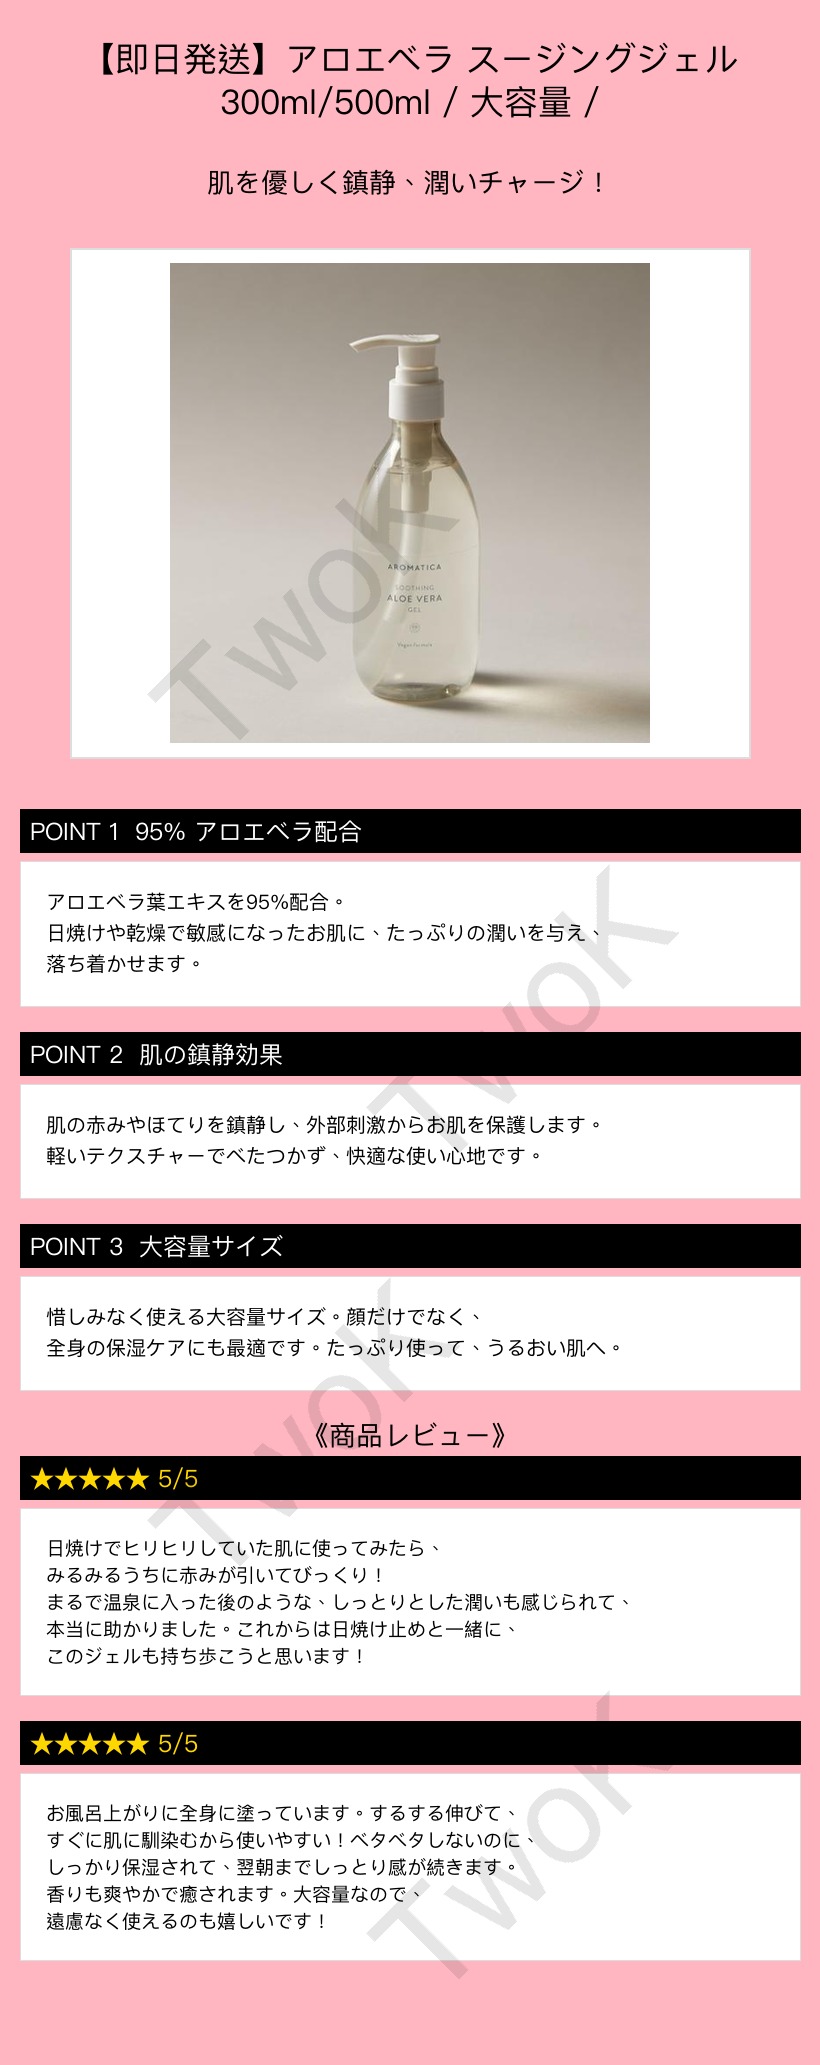 【即日発送】アロエベラ スージングジェル
300ml/500ml / 大容量 /
肌を優しく鎮静、潤いチャージ！
AROMATICA
SOOTHING
ALOE VERA
GEL
Vegan Formula
TwoK
POINT 1 95% アロエベラ配合
アロエベラ葉エキスを95%配合。
日焼けや乾燥で敏感になったお肌に、たっぷりの潤いを与え、
落ち着かせます。
TwoK
POINT 2 肌の鎮静効果
肌の赤みやほてりを鎮静し、外部刺激からお肌を保護します。
軽いテクスチャーでべたつかず、快適な使い心地です。
POINT 3 大容量サイズ
惜しみなく使える大容量サイズ。顔だけでなく、
全身の保湿ケアにも最適です。たっぷり使って、うるおい肌へ。
TwoK
《商品レビュー》
★★★★★ 5/5
日焼けでヒリヒリしていた肌に使ってみたら、
みるみるうちに赤みが引いてびっくり！
まるで温泉に入った後のような、しっとりとした潤いも感じられて、
本当に助かりました。これからは日焼け止めと一緒に、
このジェルも持ち歩こうと思います！
★★★★★ 5/5
お風呂上がりに全身に塗っています。するする伸びて、
すぐに肌に馴染むから使いやすい！ベタベタしないのに、
しっかり保湿されて、翌朝までしっとり感が続きます。
香りも爽やかで癒されます。大容量なので、
遠慮なく使えるのも嬉しいです！
TwoK